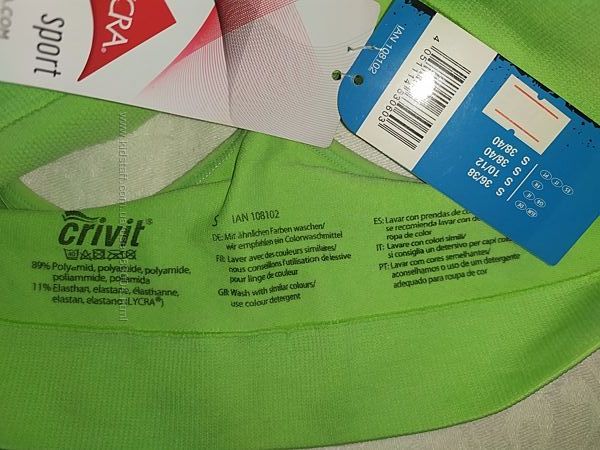 .COM
sport
LYCRA
IAN 108102
S 36/38
S 10/12
S 38/40
S 38/40
crivit®
89% Polyamid, polyamide, polyamide,
poliammide, poliamida
11% Elasthan, elastane, élasthanne,
elastan, elastano (LYCRA®)
S IAN 108102
DE: Mit ähnlichen Farben waschen/
wir empfehlen ein Colorwaschmittel
FR: Laver avec des couleurs similaires/
nous conseillons l'utilisation de lessive
pour linge de couleur
GB: Wash with similar colours/
use colour detergent
ES: Lavar con prendas de
se recomienda lavar con
ropa de color
IT: Lavare con colori simili/
si consiglia un detersivo per capi
PT: Lavar com cores semelhantes/
aconselhamos o uso de um detergente
adequado para roupa de cor